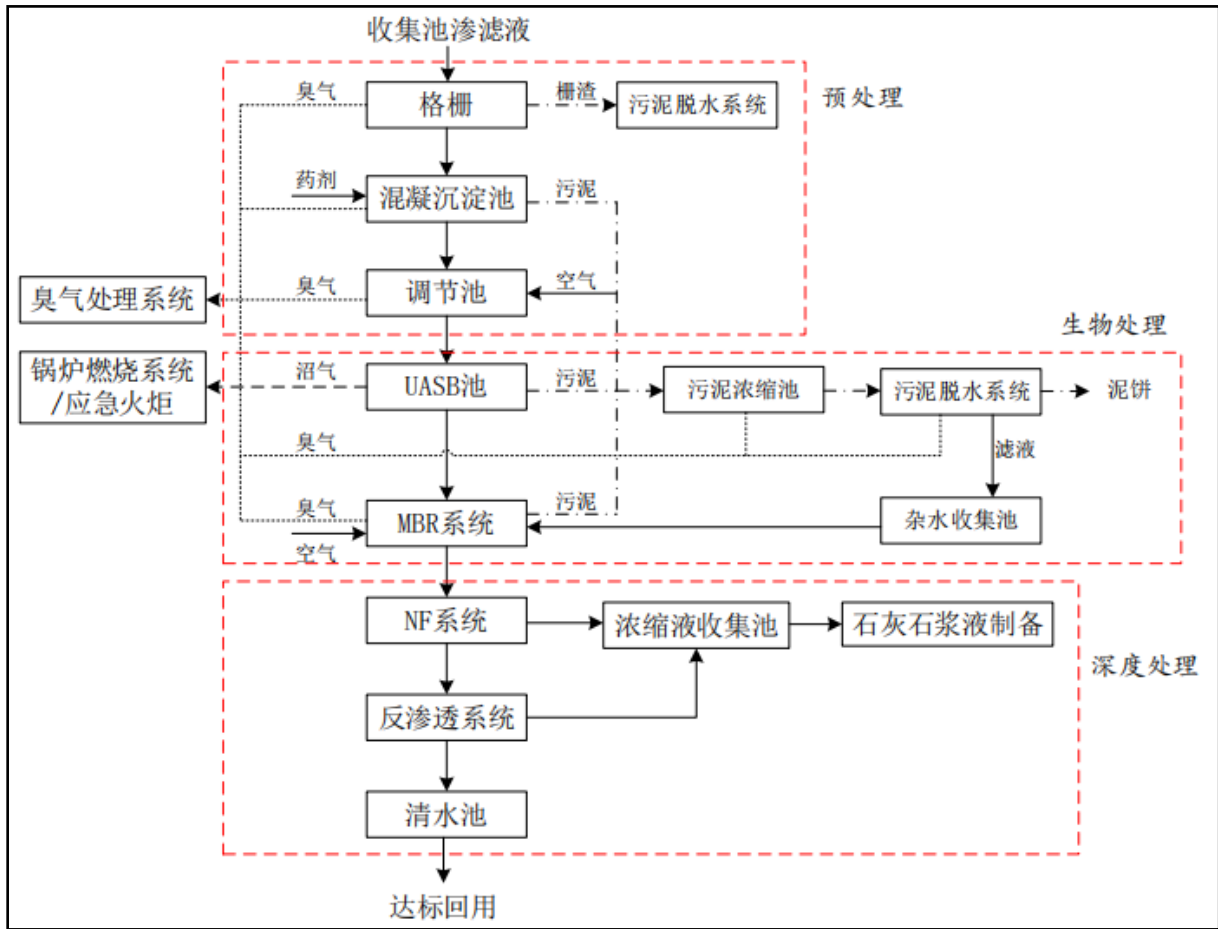 收集池渗滤液
臭气
格栅
栅渣
污泥脱水系统
预处理
药剂
混凝沉淀池
污泥
臭气处理系统
臭气
调节池
空气
生物处理
锅炉燃烧系统
/应急火炬
沼气
UASB池
污泥
污泥浓缩池
污泥脱水系统
泥饼
臭气
滤液
臭气
空气
MBR系统
污泥
杂水收集池
NF系统
浓缩液收集池
石灰石浆液制备
深度处理
反渗透系统
清水池
达标回用